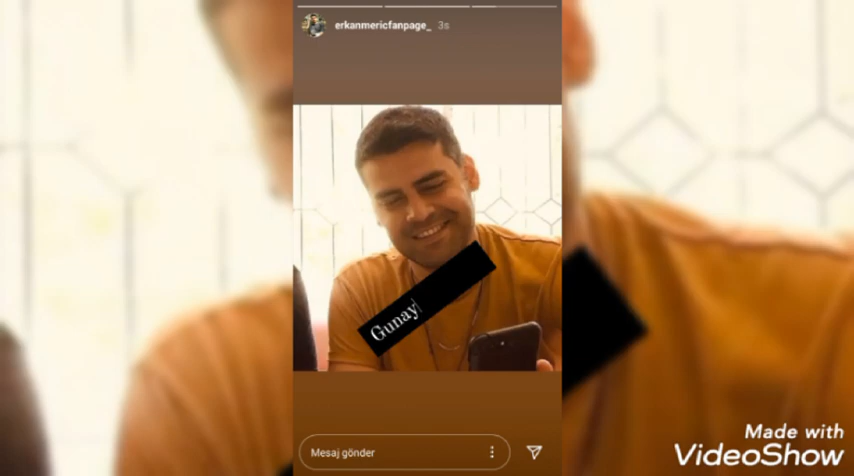 erkanmericfanpage_ 3s
Gunay
Mesaj gönder
Made with
VideoShow